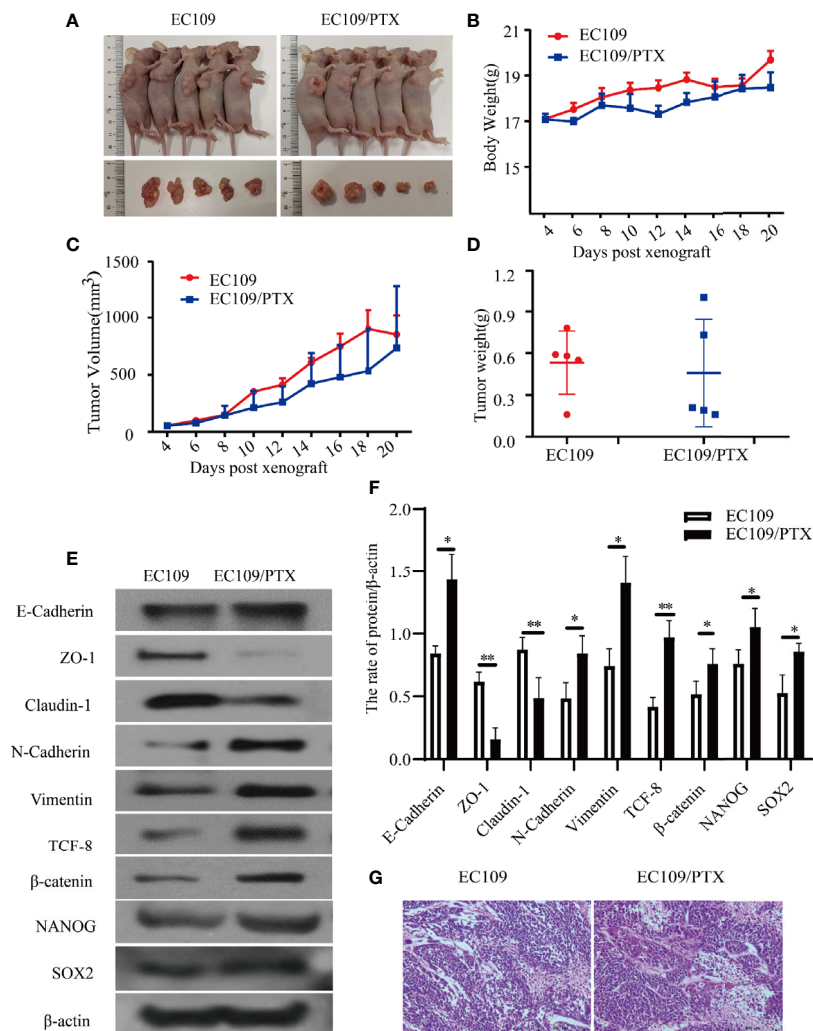 A
EC109
EC109/PTX
B
EC109
EC109/PTX
Body Weight(g)
21
19
17
15
4
6
8
10
12
14
16
18
20
Days post xenograft
C
EC109
EC109/PTX
Tumor Volume(mm3)
1500
1000
500
0
4
6
8
10
12
14
16
18
20
Days post xenograft
D
Tumor weight(g)
1.2
0.9
0.6
0.3
0.0
EC109
EC109/PTX
E
EC109
EC109/PTX
E-Cadherin
ZO-1
Claudin-1
N-Cadherin
Vimentin
TCF-8
β-catenin
NANOG
SOX2
β-actin
F
EC109
EC109/PTX
The rate of protein/β-actin
2.0
1.5
1.0
0.5
0.0
*
**
**
*
*
**
*
*
*
E-Cadherin
ZO-1
Claudin-1
N-Cadherin
Vimentin
TCF-8
β-catenin
NANOG
SOX2
G
EC109
EC109/PTX